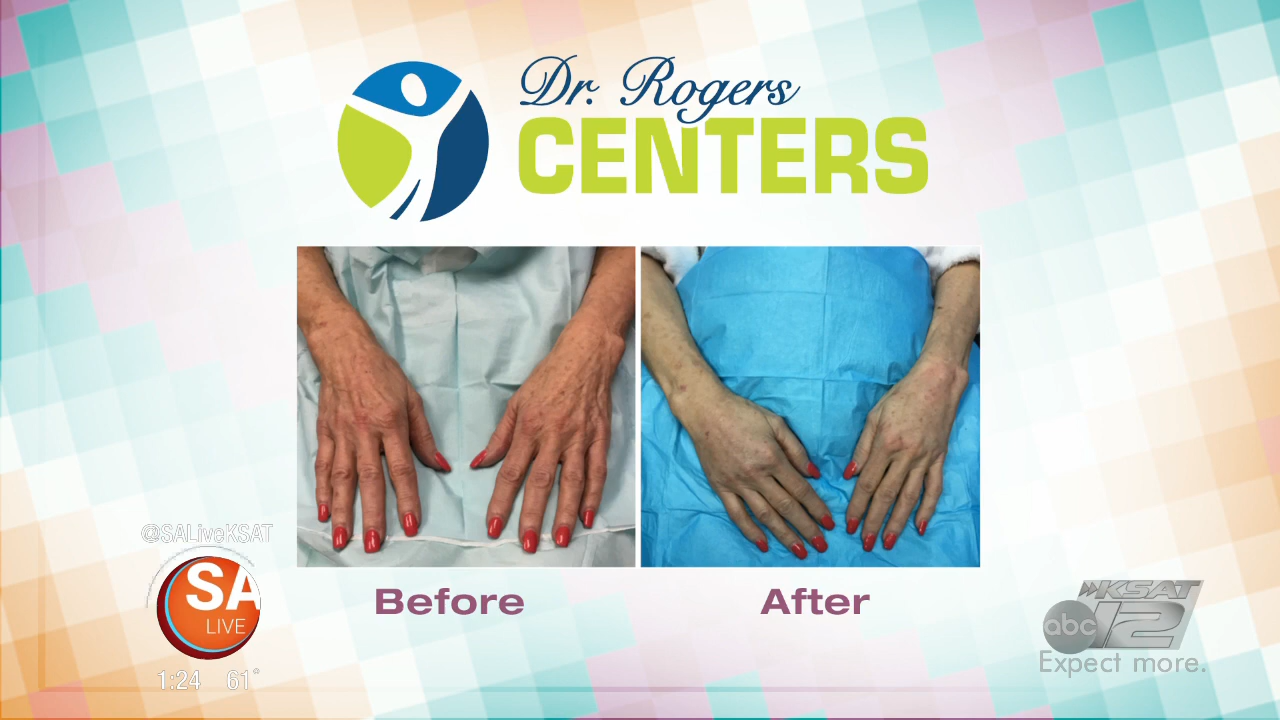 Dr. Rogers
CENTERS
Before
After
@SALiveKSAT
SA
LIVE
1:24 61°
KSAT
abc 12
Expect more.